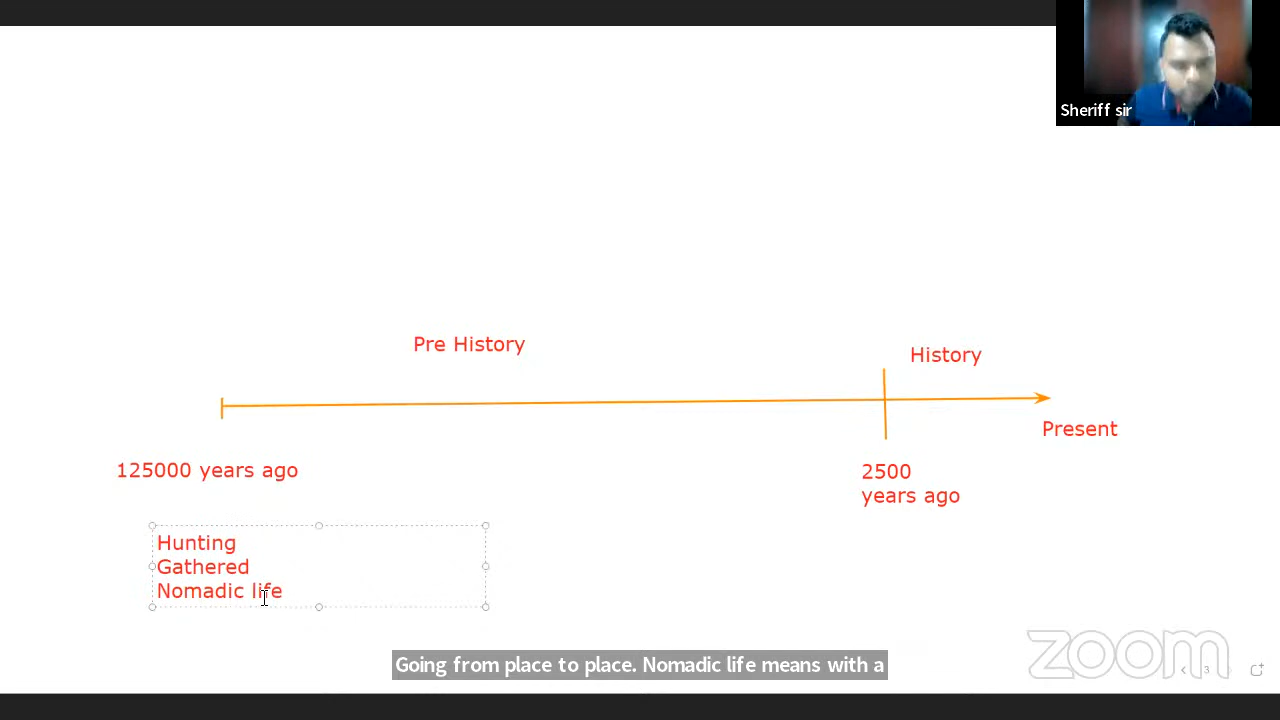 Sheriff sir
Pre History
History
Present
125000 years ago
2500
years ago
Hunting
Gathered
Nomadic life
Going from place to place. Nomadic life means with a
zoom
3